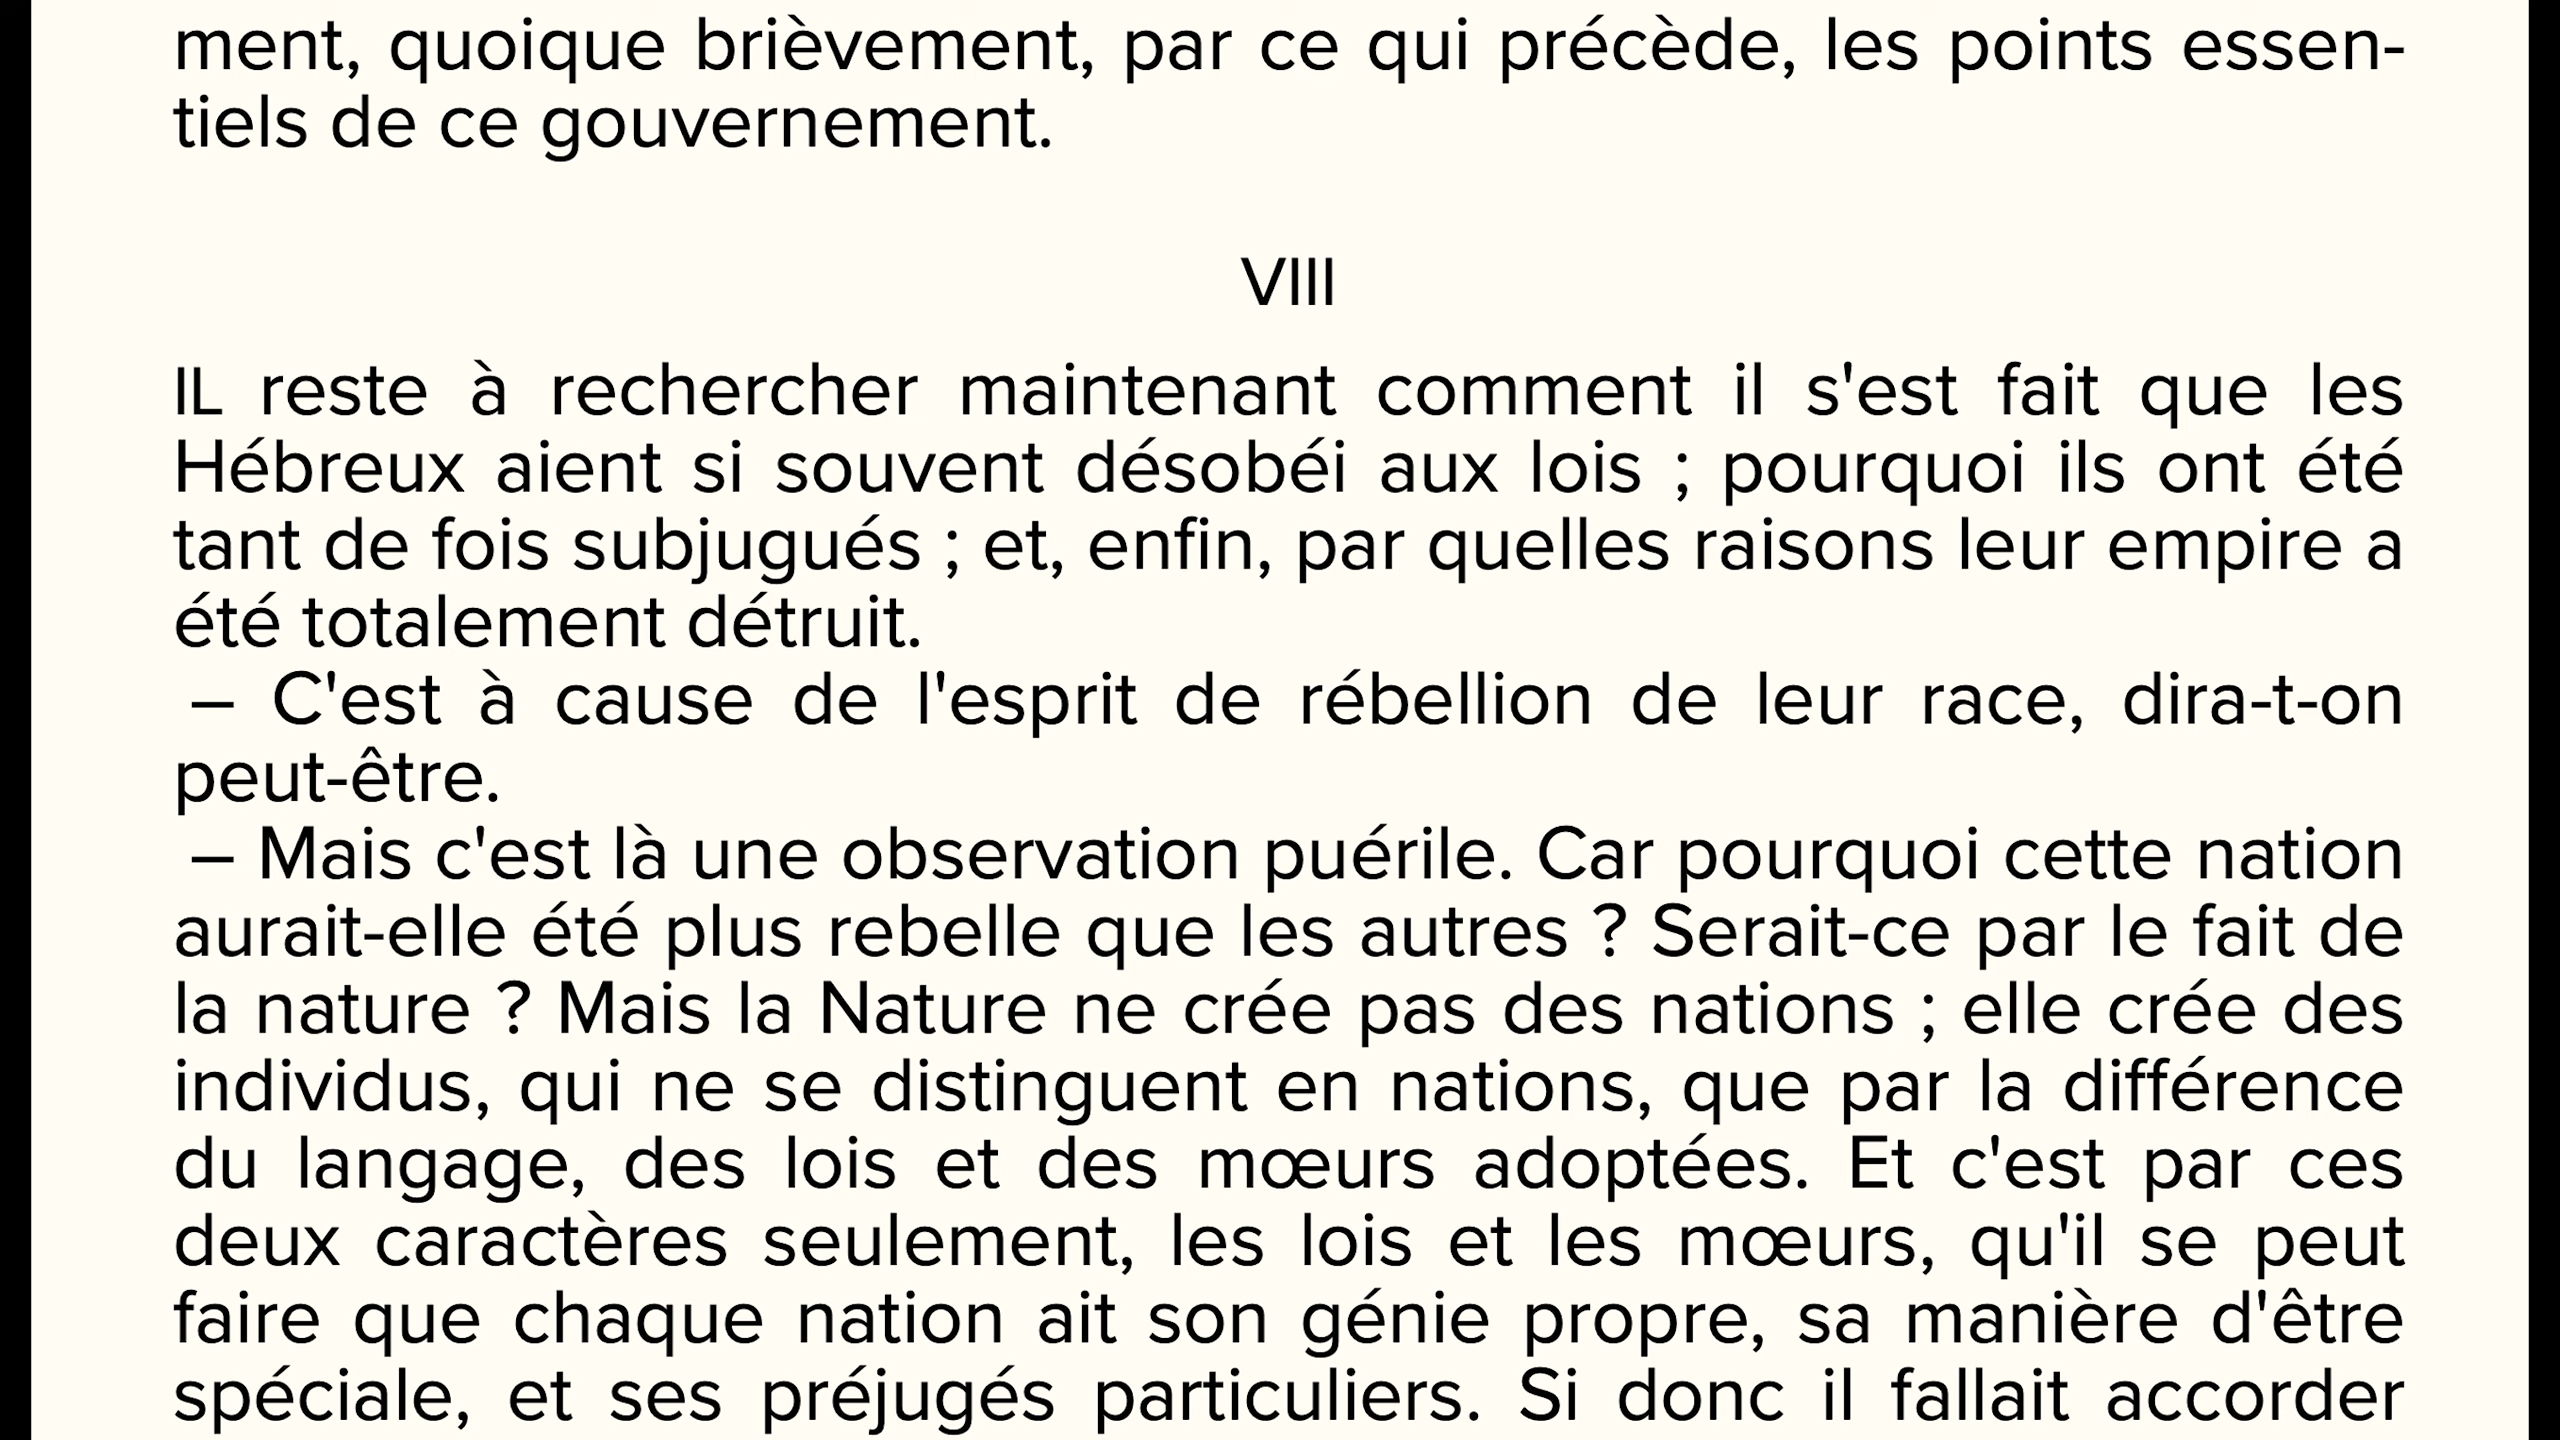 ment, quoique brièvement, par ce qui précède, les points essen-
tiels de ce gouvernement.
VIII
IL reste à rechercher maintenant comment il s'est fait que les
Hébreux aient si souvent désobéi aux lois ; pourquoi ils ont été
tant de fois subjugués ; et, enfin, par quelles raisons leur empire a
été totalement détruit.
– C'est à cause de l'esprit de rébellion de leur race, dira-t-on
peut-être.
– Mais c'est là une observation puérile. Car pourquoi cette nation
aurait-elle été plus rebelle que les autres ? Serait-ce par le fait de
la nature ? Mais la Nature ne crée pas des nations ; elle crée des
individus, qui ne se distinguent en nations, que par la différence
du langage, des lois et des mœurs adoptées. Et c'est par ces
deux caractères seulement, les lois et les mœurs, qu'il se peut
faire que chaque nation ait son génie propre, sa manière d'être
spéciale, et ses préjugés particuliers. Si donc il fallait accorder